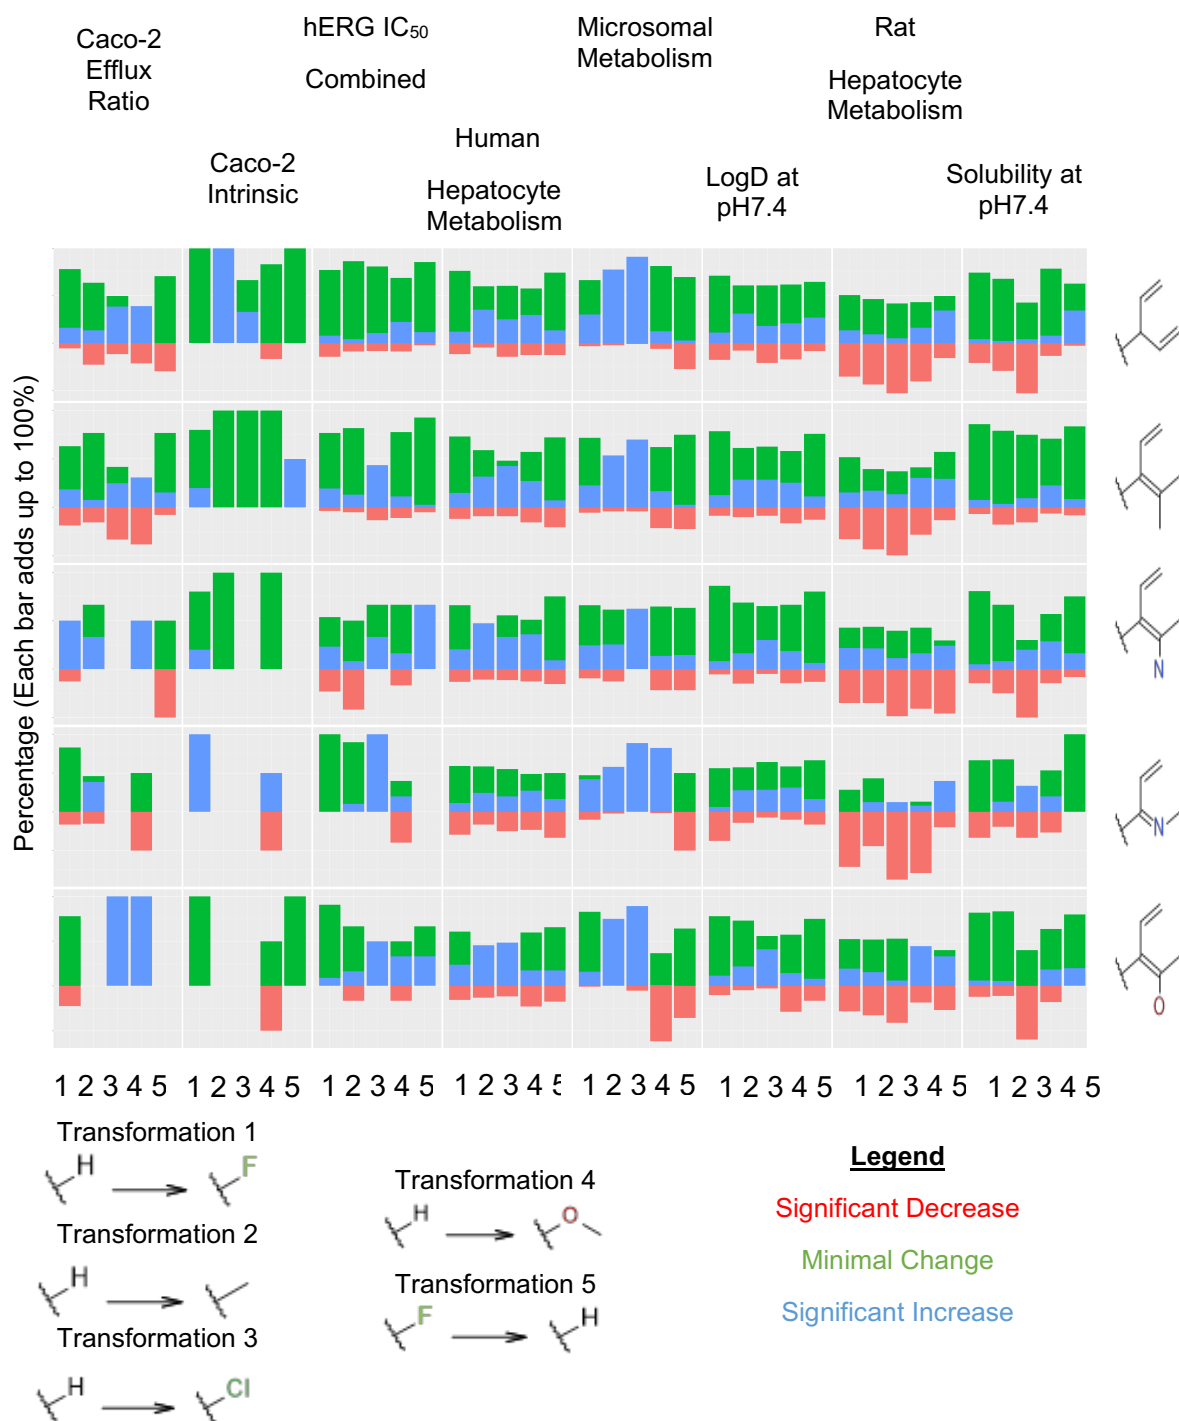 Caco-2
Efflux
Ratio
hERG IC₅₀
Combined
Microsomal
Metabolism
Rat
Hepatocyte
Metabolism
Caco-2
Intrinsic
Human
Hepatocyte
Metabolism
LogD at
pH7.4
Solubility at
pH7.4
Percentage (Each bar adds up to 100%)
N
N
O
1 2 3 4 5 1 2 3 4 5 1 2 3 4 5 1 2 3 4 5 1 2 3 4 5 1 2 3 4 5 1 2 3 4 5 1 2 3 4 5
Transformation 1
H F
Transformation 2
H
Transformation 3
H Cl
Transformation 4
H O
Transformation 5
F H
Legend
Significant Decrease
Minimal Change
Significant Increase